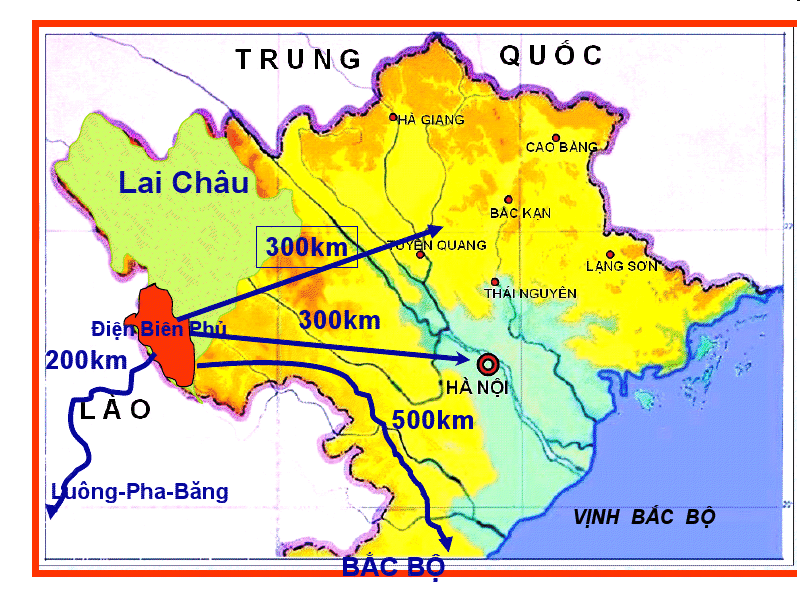 TRUNG QUỐC
HÀ GIANG
CAO BẰNG
Lai Châu
BẮC KẠN
300km
TUYÊN QUANG
LẠNG SƠN
THÁI NGUYÊN
Điện Biên Phủ
300km
200km
HÀ NỘI
LÀO
500km
Luông-Pha-Băng
VỊNH BẮC BỘ
BẮC BỘ